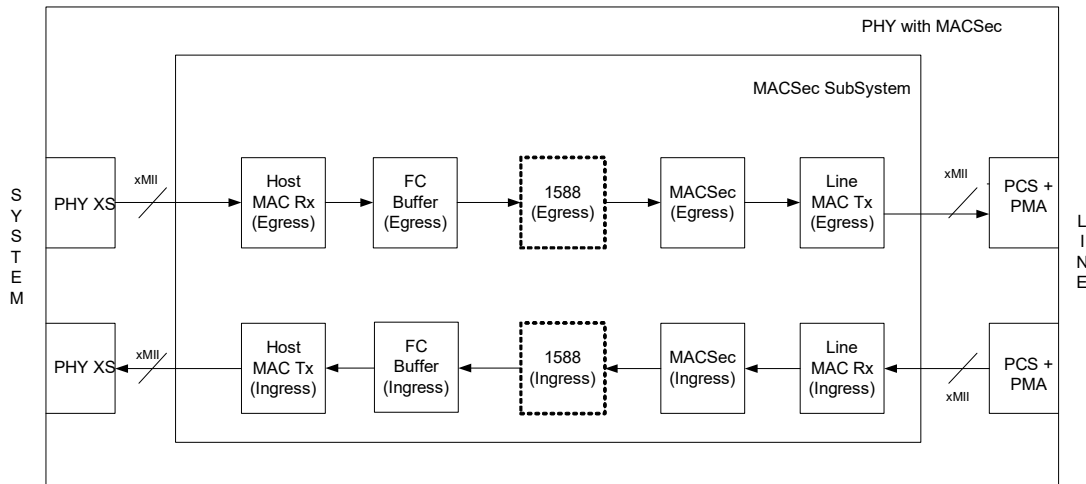 PHY with MACSec
MACSec SubSystem
S
Y
S
T
E
M
PHY XS
xMII
Host
MAC Rx
(Egress)
FC
Buffer
(Egress)
1588
(Egress)
MACSec
(Egress)
Line
MAC Tx
(Egress)
xMII
PCS +
PMA
L
I
N
E
PHY XS
xMII
Host
MAC Tx
(Ingress)
FC
Buffer
(Ingress)
1588
(Ingress)
MACSec
(Ingress)
Line
MAC Rx
(Ingress)
xMII
PCS +
PMA